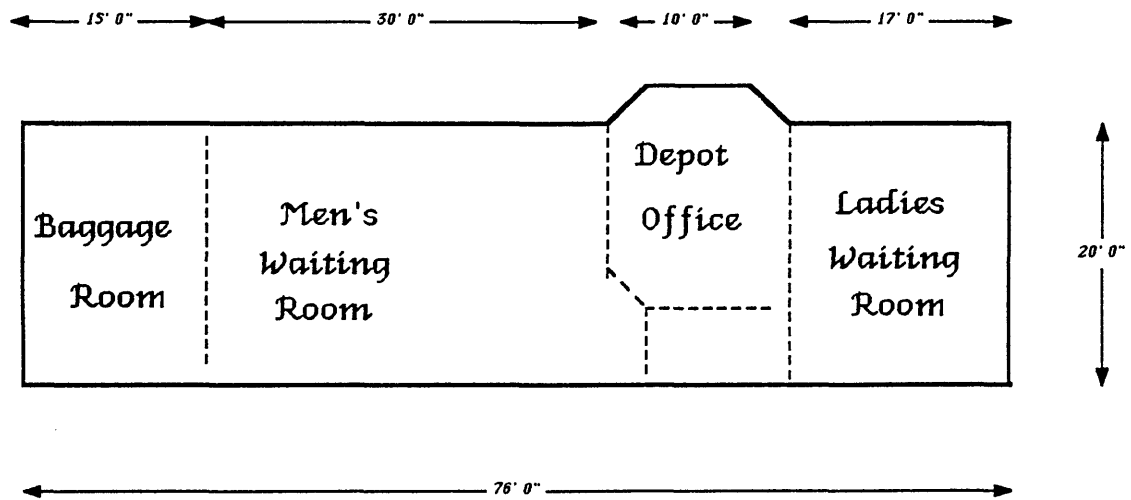 15' 0"
30' 0"
10' 0"
17' 0"
Baggage
Room
Men's
Waiting
Room
Depot
Office
Ladies
Waiting
Room
20' 0"
76' 0"